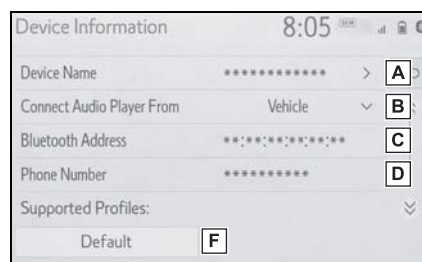 Device Information 8:05
Device Name ************ > A
Connect Audio Player From Vehicle B
Bluetooth Address **:**:**:**:**:** C
Phone Number ********** D
Supported Profiles:
Default F